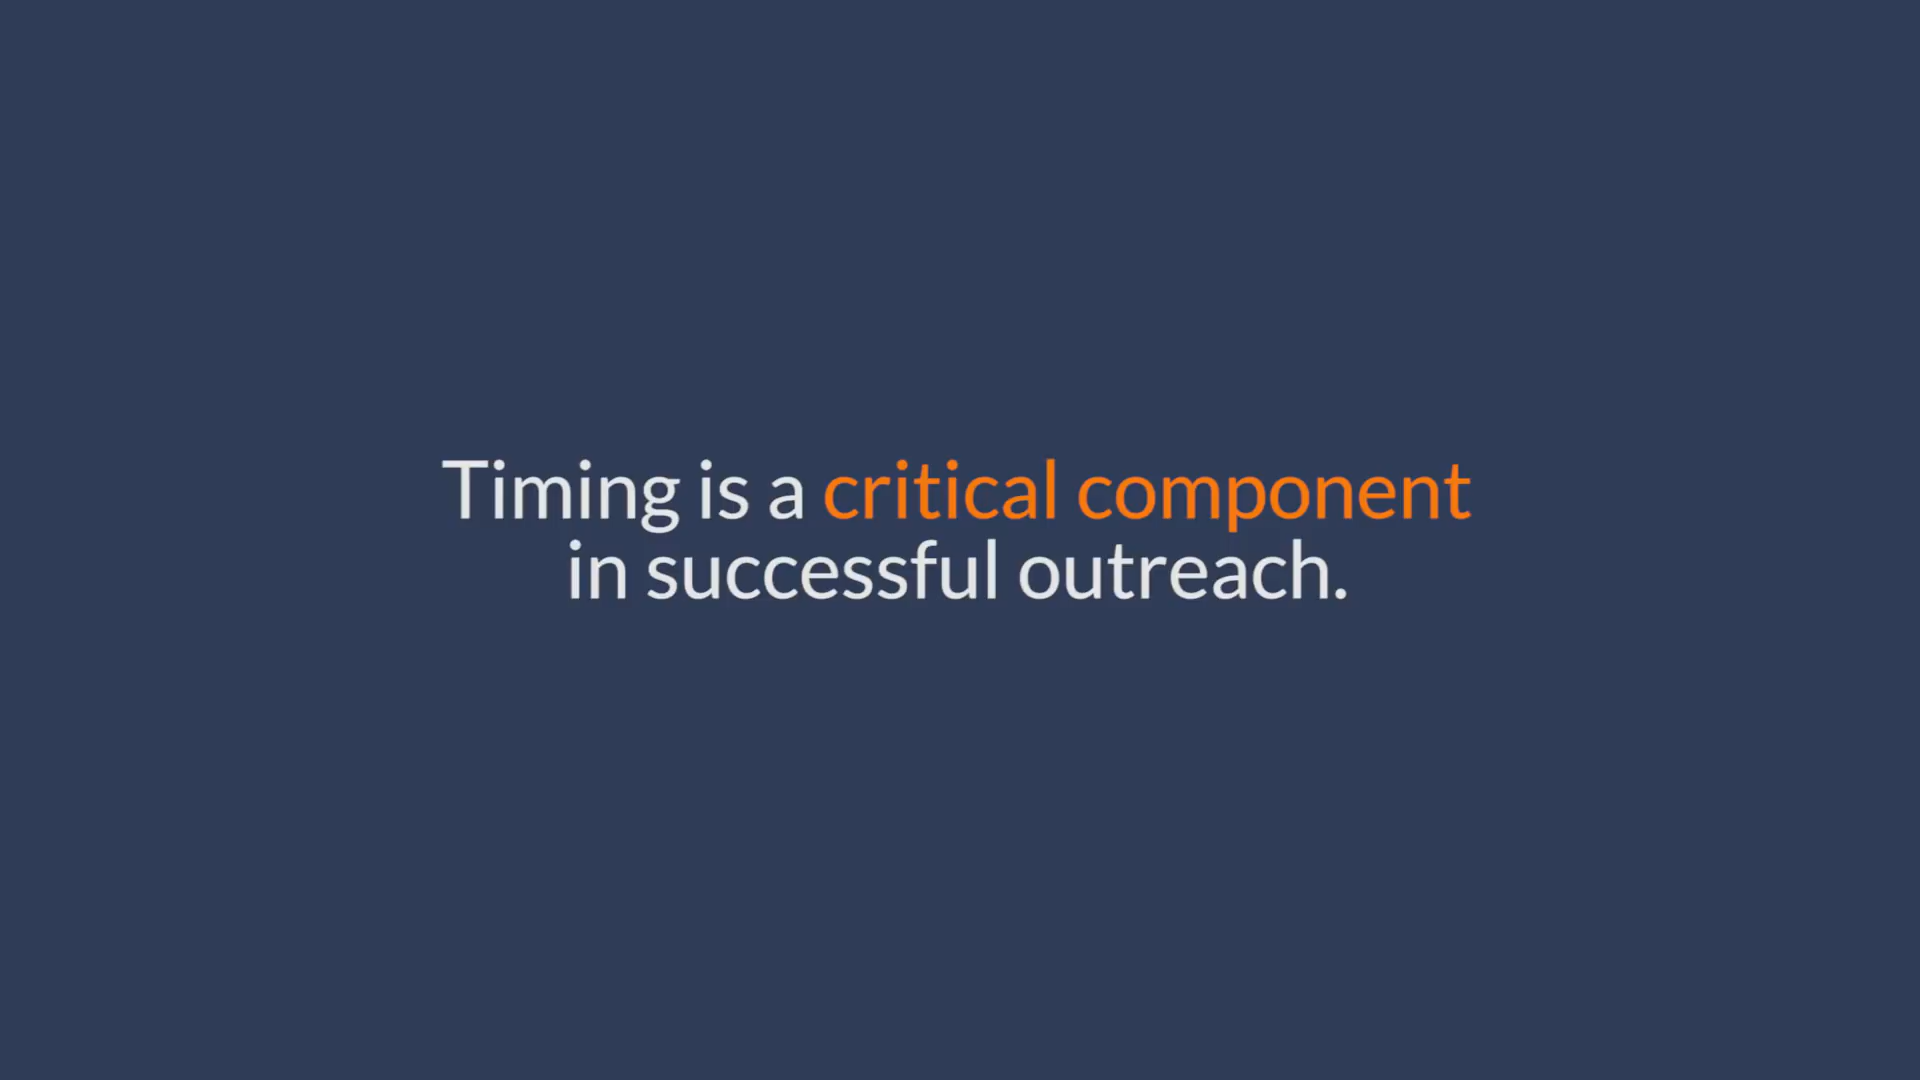 Timing is a critical component
in successful outreach.